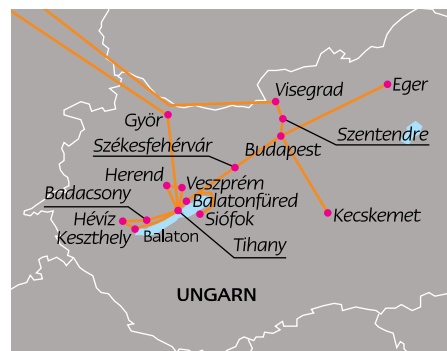 Visegrad
Eger
Györ
Szentendre
Székesfehérvár
Budapest
Herend
Veszprém
Badacsony
Balatonfüred
Hévíz
Siófok
Kecskemet
Keszthely
Balaton
Tihany
UNGARN